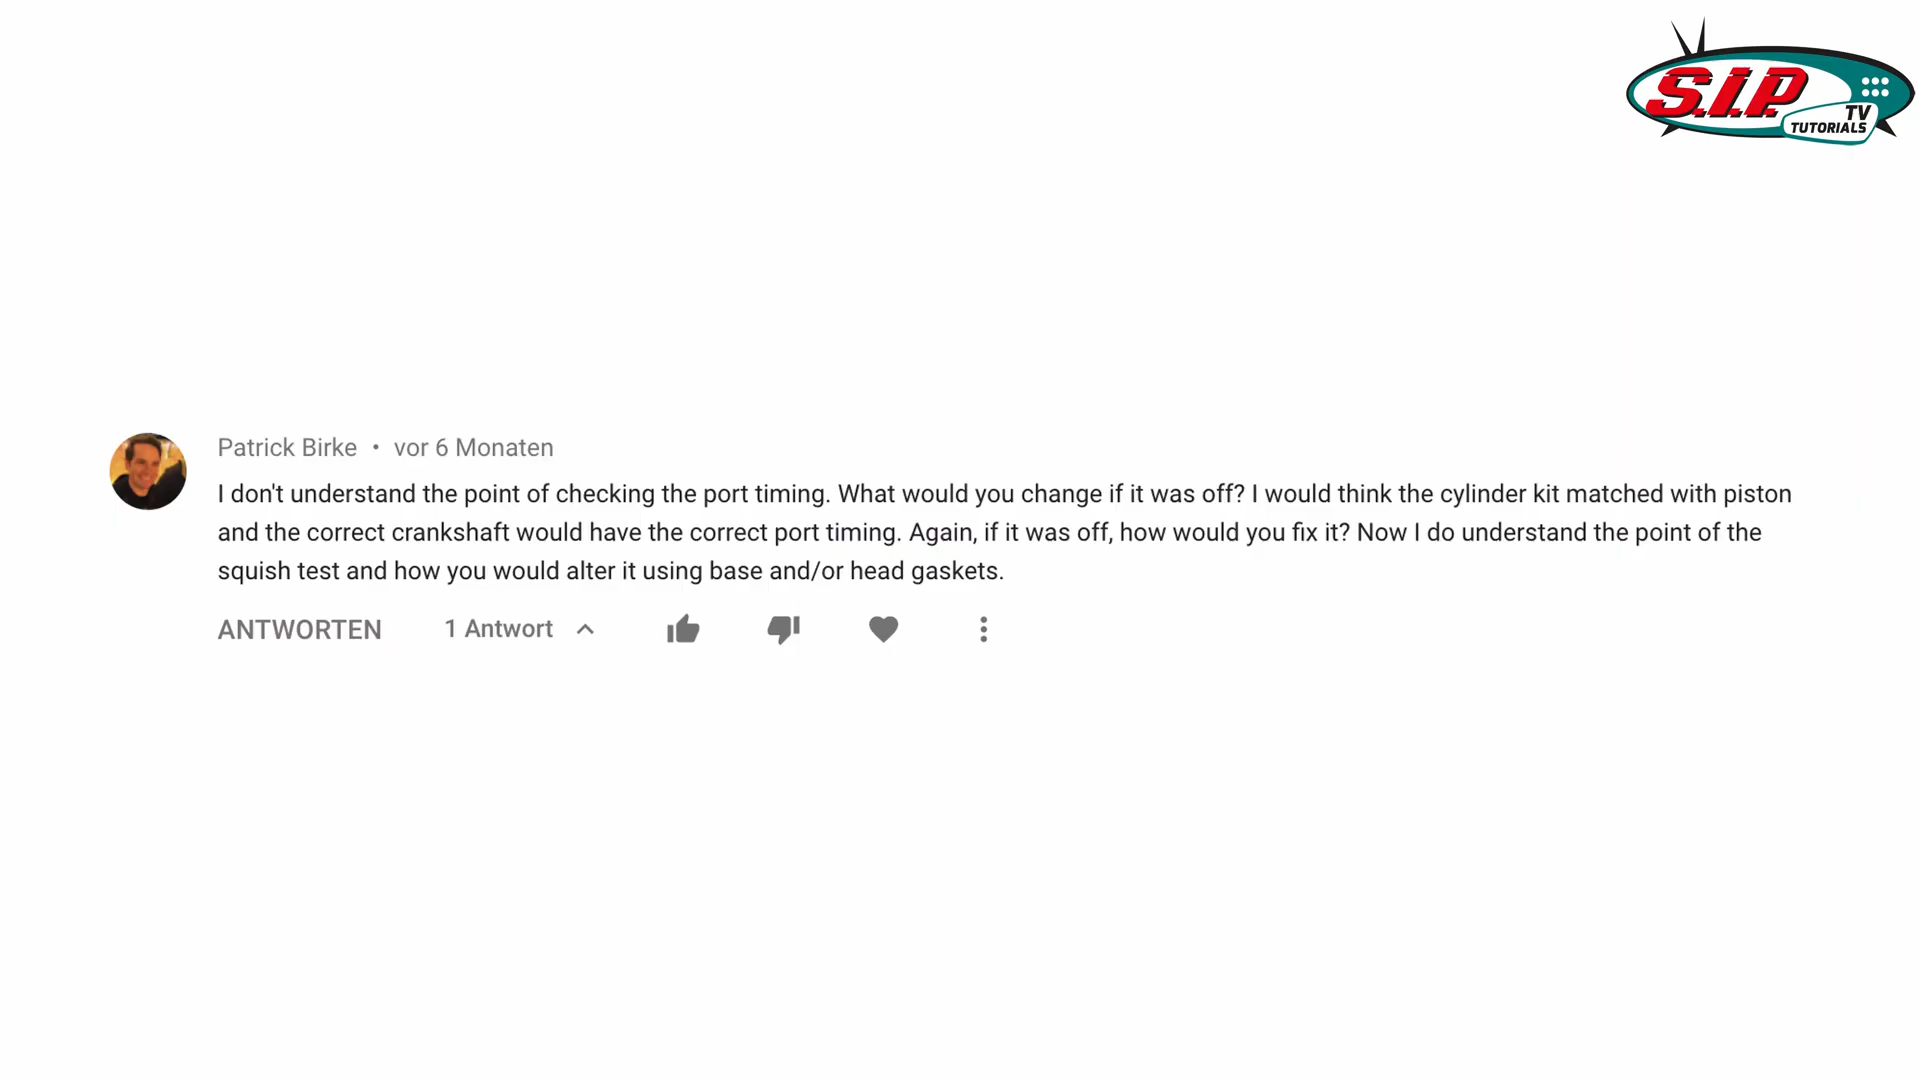 S.I.P.
TV
TUTORIALS
Patrick Birke • vor 6 Monaten
I don't understand the point of checking the port timing. What would you change if it was off? I would think the cylinder kit matched with piston
and the correct crankshaft would have the correct port timing. Again, if it was off, how would you fix it? Now I do understand the point of the
squish test and how you would alter it using base and/or head gaskets.
ANTWORTEN 1 Antwort